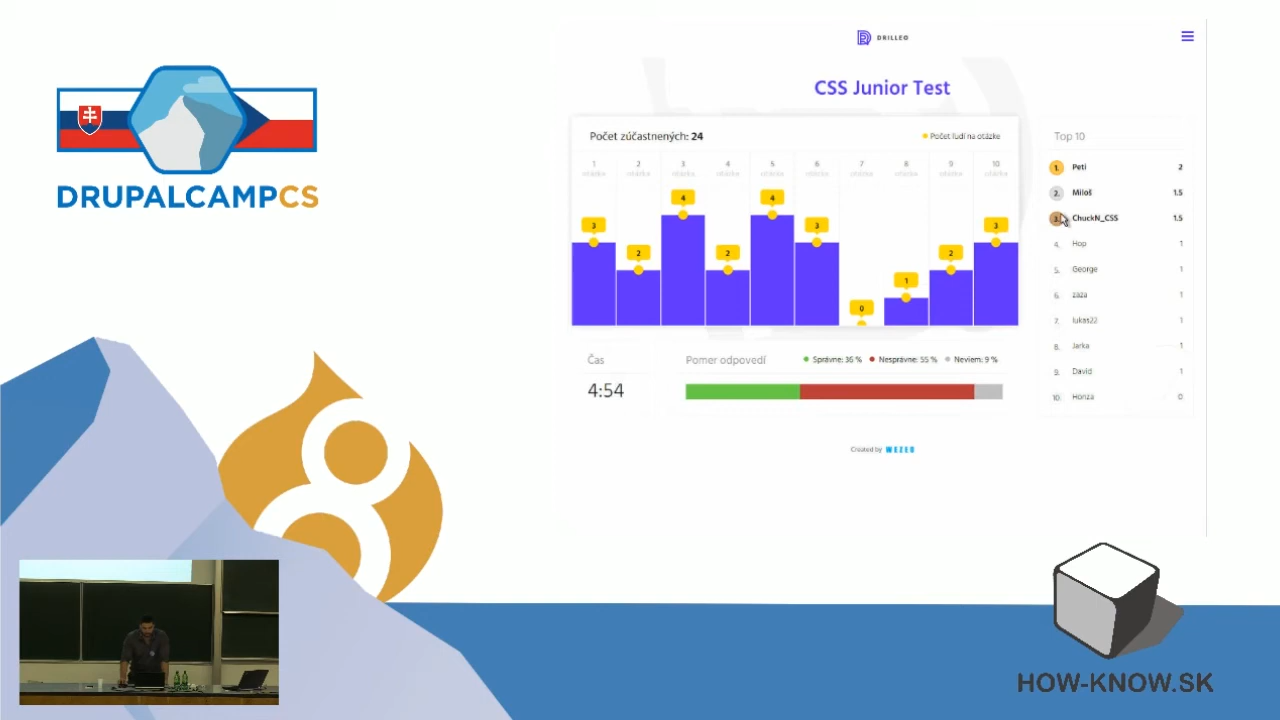 DRUPALCAMPCS
DRILLEO
CSS Junior Test
Počet zúčastnených: 24
Počet ľudí na otázke
1 2 3 4 5 6 7 8 9 10
otázka otázka otázka otázka otázka otázka otázka otázka otázka otázka
3 2 4 2 4 3 0 1 2 3
Čas
4:54
Pomer odpovedí
Správne: 36 % Nesprávne: 55 % Neviem: 9 %
Top 10
1. Peti 2
2. Miloš 1.5
3. ChuckN_CSS 1.5
4. Hop 1
5. George 1
6. zaza 1
7. lukas22 1
8. Jarka 1
9. David 1
10. Honza 0
Created by WEZEO
HOW-KNOW.SK